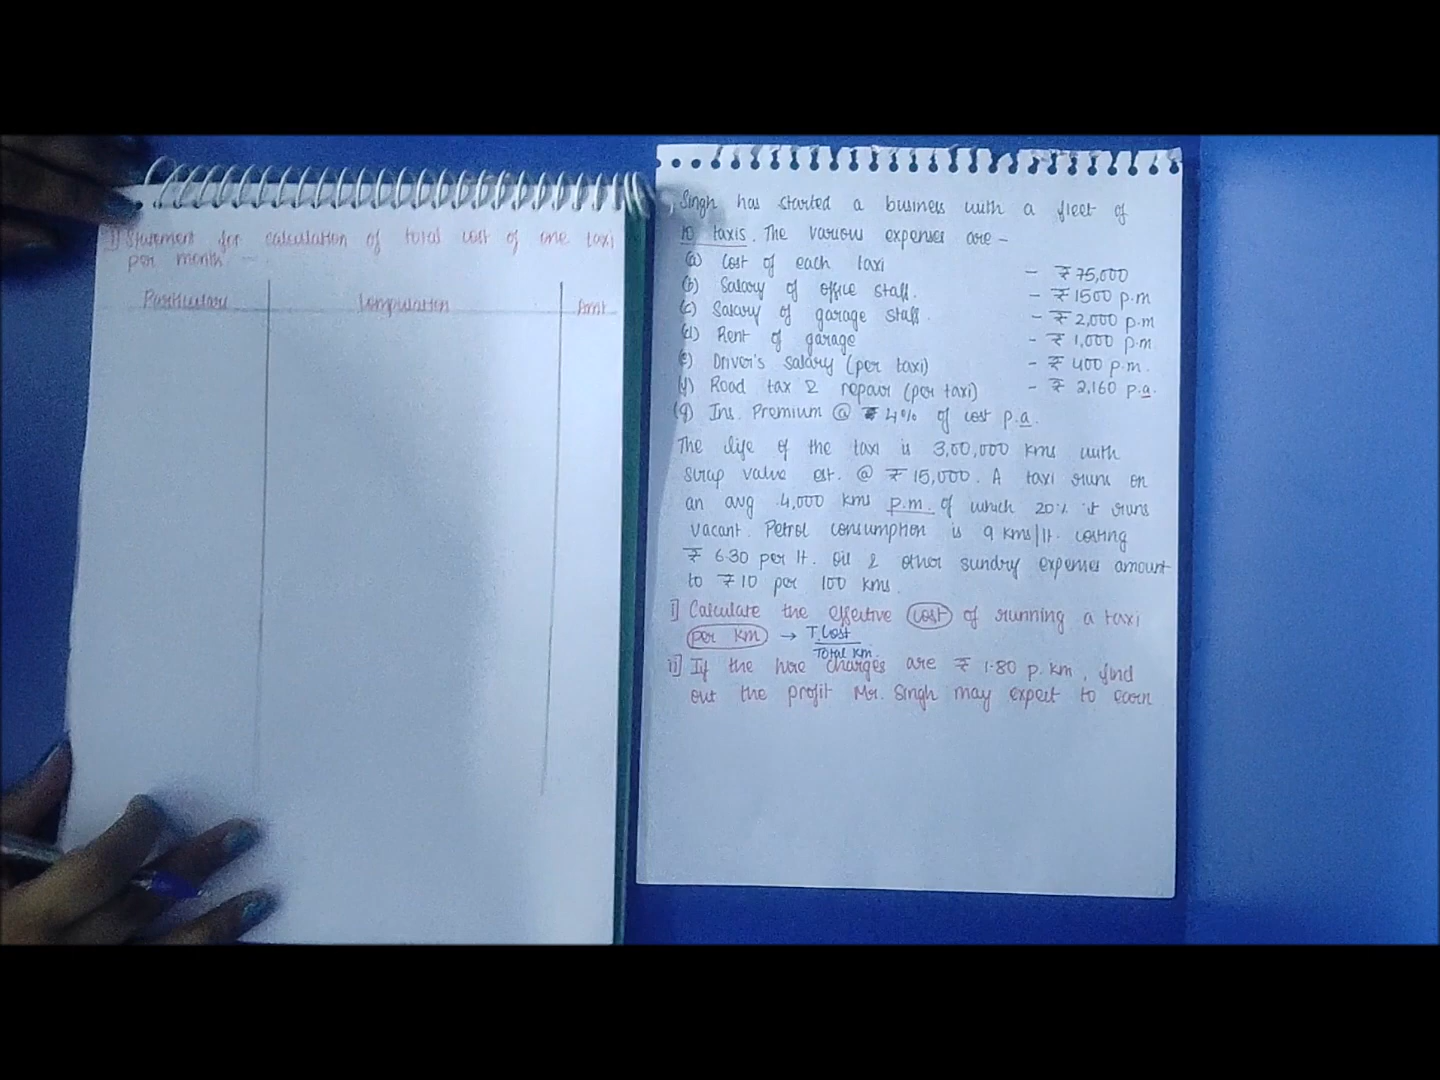 1] Statement for calculation of total cost of one taxi
per month -
Particulars Computation Amt
Singh has started a business with a fleet of
10 taxis. The various expenses are -
(a) Cost of each taxi - ₹ 75,000
(b) Salary of office staff. - ₹ 1500 p.m
(c) Salary of garage staff. - ₹ 2,000 p.m
(d) Rent of garage - ₹ 1,000 p.m
(e) Driver's salary (per taxi) - ₹ 400 p.m.
(f) Road tax & repair (per taxi) - ₹ 2,160 p.a.
(g) Ins. Premium @ 4% of cost p.a.
The life of the taxi is 3,00,000 kms with
scrap value est. @ ₹ 15,000. A taxi runs on
an avg 4,000 kms p.m. of which 20% it runs
vacant. Petrol consumption is 9 kms/lt. costing
₹ 6.30 per lt. Oil & other sundry expenses amount
to ₹ 10 per 100 kms.
i] Calculate the effective cost of running a taxi
per km → T.Cost
Total km.
ii] If the hire charges are ₹ 1.80 p. km, find
out the profit Mr. Singh may expect to earn